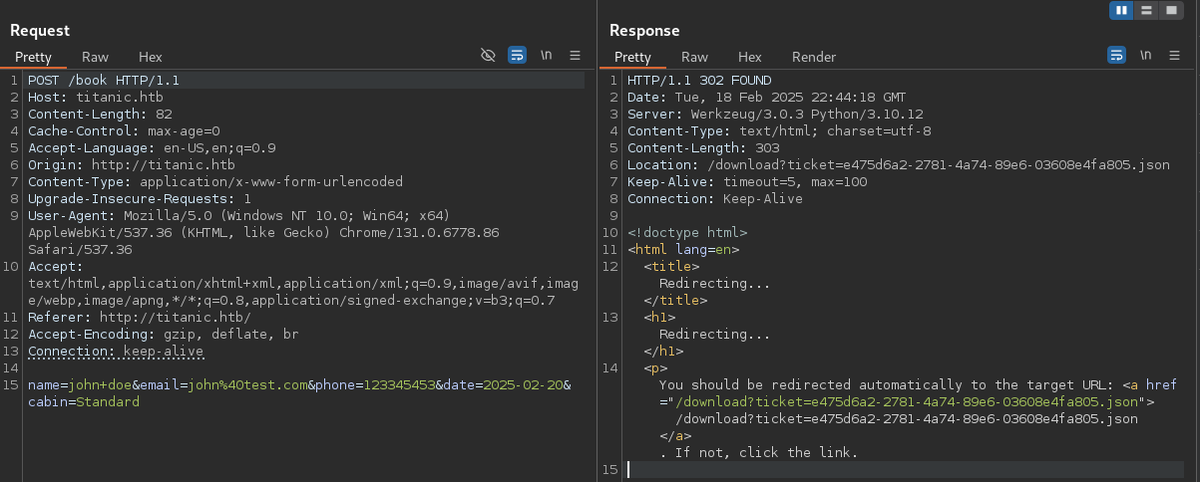 Request
Pretty Raw Hex
\n
1 POST /book HTTP/1.1
2 Host: titanic.htb
3 Content-Length: 82
4 Cache-Control: max-age=0
5 Accept-Language: en-US,en;q=0.9
6 Origin: http://titanic.htb
7 Content-Type: application/x-www-form-urlencoded
8 Upgrade-Insecure-Requests: 1
9 User-Agent: Mozilla/5.0 (Windows NT 10.0; Win64; x64)
AppleWebKit/537.36 (KHTML, like Gecko) Chrome/131.0.6778.86
Safari/537.36
10 Accept:
text/html,application/xhtml+xml,application/xml;q=0.9,image/avif,imag
e/webp,image/apng,*/*;q=0.8,application/signed-exchange;v=b3;q=0.7
11 Referer: http://titanic.htb/
12 Accept-Encoding: gzip, deflate, br
13 Connection: keep-alive
14
15 name=john+doe&email=john%40test.com&phone=123345453&date=2025-02-20&
cabin=Standard
Response
Pretty Raw Hex Render
\n
1 HTTP/1.1 302 FOUND
2 Date: Tue, 18 Feb 2025 22:44:18 GMT
3 Server: Werkzeug/3.0.3 Python/3.10.12
4 Content-Type: text/html; charset=utf-8
5 Content-Length: 303
6 Location: /download?ticket=e475d6a2-2781-4a74-89e6-03608e4fa805.json
7 Keep-Alive: timeout=5, max=100
8 Connection: Keep-Alive
9
10 <!doctype html>
11 <html lang=en>
12 <title>
Redirecting...
</title>
13 <h1>
Redirecting...
</h1>
14 <p>
You should be redirected automatically to the target URL: <a href
="/download?ticket=e475d6a2-2781-4a74-89e6-03608e4fa805.json">
/download?ticket=e475d6a2-2781-4a74-89e6-03608e4fa805.json
</a>
. If not, click the link.
15